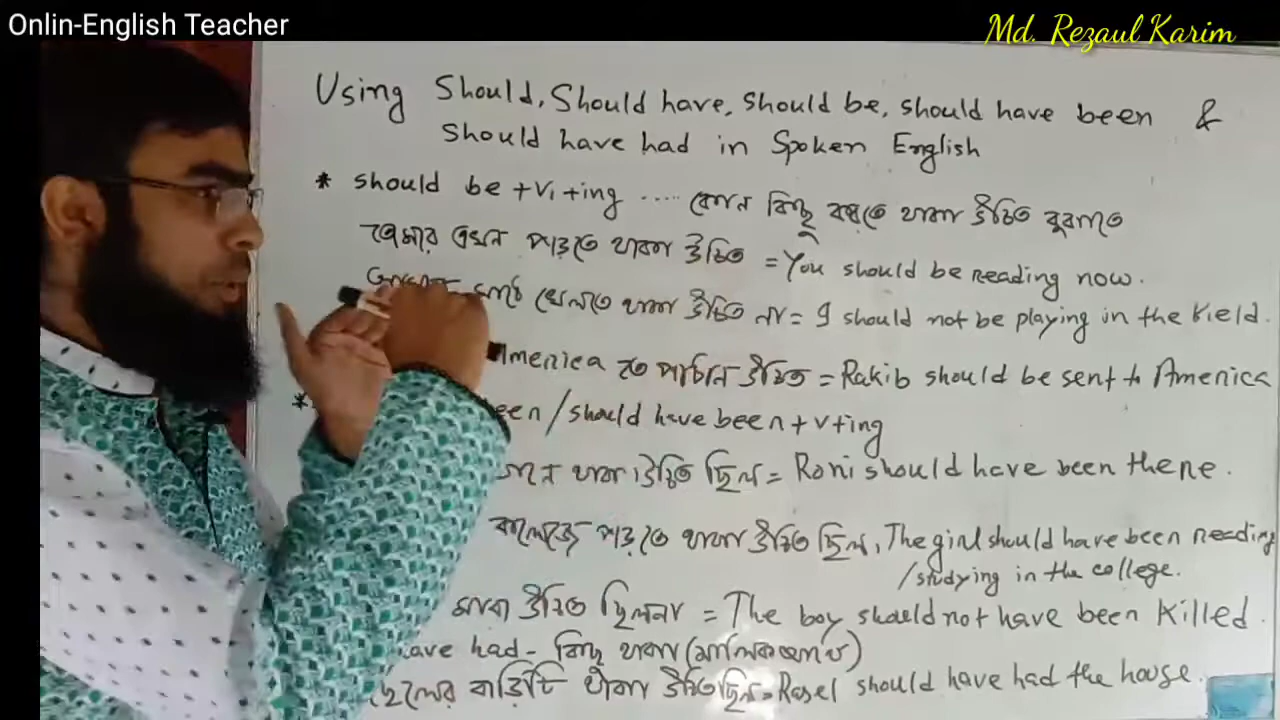 Onlin-English Teacher
Md. Rezaul Karim
Using Should, Should have, should be, should have been &
Should have had in Spoken English
* should be +V1 +ing ..... কোন কিছু করতে থাকা উচিত বুঝাতে
তোমার এখন পড়তে থাকা উচিত = You should be reading now.
মাঠে খেলতে থাকা উচিত না = I should not be playing in the field.
America তে পাঠানো উচিত = Rakib should be sent to America
*een / should have been + v + ing
থাকা উচিত ছিল = Roni should have been there.
কলেজে পড়তে থাকা উচিত ছিল, The girl should have been reading
/studying in the college.
মারা উচিত ছিলনা = The boy should not have been killed.
have had - কিছু থাকা (মালিকানার্থে)
ছেলের বাড়িটি থাকা উচিত ছিল = Rasel should have had the house.